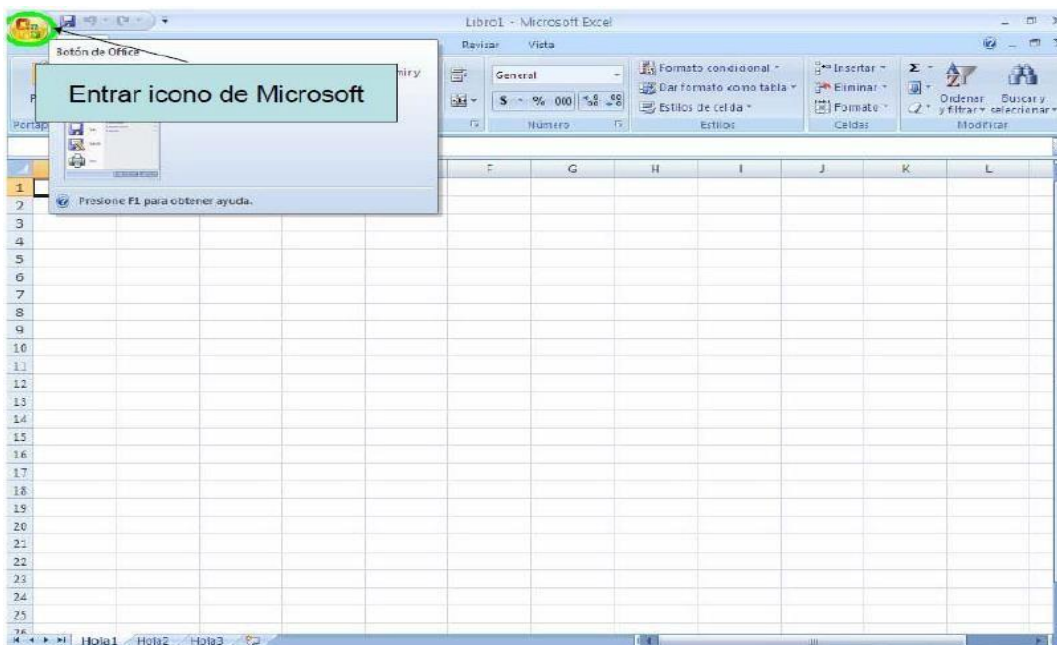 Libro1 - Microsoft Excel
Revisar Vista
Botón de Office
Entrar icono de Microsoft
Presione F1 para obtener ayuda.
General
$ % 000
Número
Formato condicional
Dar formato como tabla
Estilos de celda
Estilos
Insertar
Eliminar
Formato
Celdas
Σ
Ordenar y filtrar
Buscar y seleccionar
Modificar
F G H I J K L
1
2
3
4
5
6
7
8
9
10
11
12
13
14
15
16
17
18
19
20
21
22
23
24
25
26
Hoja1 Hoja2 Hoja3